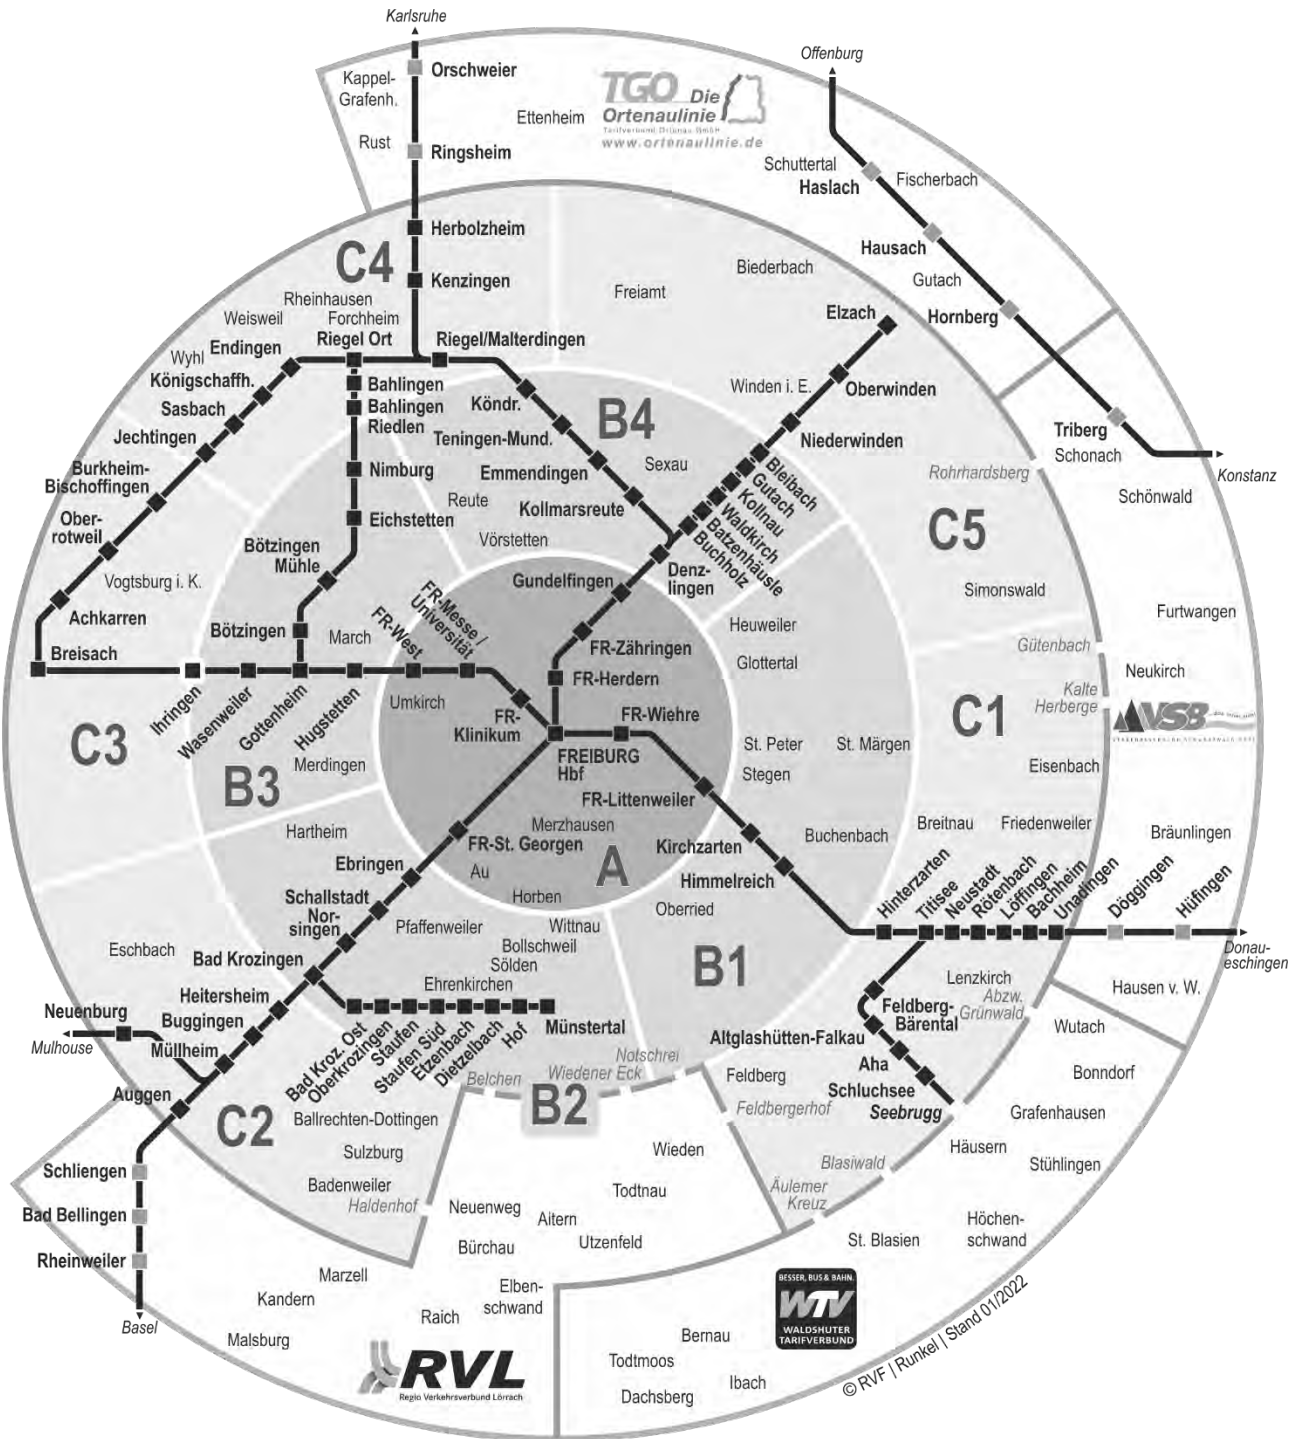 Karlsruhe
Kappel-
Grafenh.
Orschweier
Rust
Ringsheim
Ettenheim
TGO Die
Ortenaulinie
Tarifverbund Ortenau GmbH
www.ortenaulinie.de
Offenburg
Schuttertal
Haslach
Fischerbach
Hausach
Gutach
Hornberg
Triberg
Schonach
Konstanz
Schönwald
Furtwangen
Neukirch
C4
Herbolzheim
Kenzingen
Rheinhausen
Weisweil
Forchheim
Riegel Ort
Riegel/Malterdingen
Wyhl
Endingen
Königschaffh.
Sasbach
Jechtingen
Burkheim-
Bischoffingen
Ober-
rotweil
Vogtsburg i. K.
Achkarren
Breisach
Bahlingen
Bahlingen
Riedlen
Nimburg
Eichstetten
Bötzingen
Mühle
Bötzingen
March
Freiamt
Biederbach
Elzach
Oberwinden
Winden i. E.
Niederwinden
B4
Köndr.
Teningen-Mund.
Emmendingen
Kollmarsreute
Sexau
Reute
Vörstetten
Bleibach
Gutach
Kollnau
Waldkirch
Batzenhäusle
Buchholz
Denz-
lingen
Gundelfingen
FR-Zähringen
FR-Herdern
FR-Messe /
Universität
FR-West
Umkirch
FR-
Klinikum
FR-Wiehre
FREIBURG
Hbf
FR-Littenweiler
Merzhausen
FR-St. Georgen
Au
A
Horben
Rohrhardsberg
C5
Simonswald
Heuweiler
Glottertal
Gütenbach
Kalte
Herberge
C1
VSB
St. Peter
St. Märgen
Stegen
Eisenbach
Breitnau
Friedenweiler
Buchenbach
Bräunlingen
Kirchzarten
Himmelreich
Oberried
B1
Hinterzarten
Titisee
Neustadt
Rötenbach
Löffingen
Bachheim
Unadingen
Döggingen
Hüfingen
Donau-
eschingen
Hausen v. W.
Lenzkirch
Abzw.
Grünwald
Feldberg-
Bärental
Altglashütten-Falkau
Aha
Schluchsee
Seebrugg
Feldberg
Feldbergerhof
Blasiwald
Äulemer
Kreuz
Wutach
Bonndorf
Grafenhausen
Häusern
Stühlingen
Höchen-
schwand
St. Blasien
C3
Ihringen
Wasenweiler
Gottenheim
Hugstetten
B3
Merdingen
Hartheim
Ebringen
Schallstadt
Nor-
singen
Pfaffenweiler
Wittnau
Bollschweil
Sölden
Ehrenkirchen
Eschbach
Bad Krozingen
Heitersheim
Buggingen
Müllheim
Neuenburg
Mulhouse
Auggen
Bad Kroz. Ost
Oberkrozingen
Staufen
Staufen Süd
Etzenbach
Dietzelbach
Hof
Münstertal
Belchen
Wiedener Eck
Notschrei
B2
C2
Ballrechten-Dottingen
Sulzburg
Badenweiler
Haldenhof
Schliengen
Bad Bellingen
Rheinweiler
Basel
Neuenweg
Bürchau
Aitern
Utzenfeld
Wieden
Todtnau
Elben-
schwand
Marzell
Kandern
Malsburg
Raich
RVL
Regio Verkehrsverbund Lörrach
BESSER, BUS & BAHN.
WTV
WALDSHUTER
TARIFVERBUND
Bernau
Todtmoos
Ibach
Dachsberg
© RVF | Runkel | Stand 01/2022